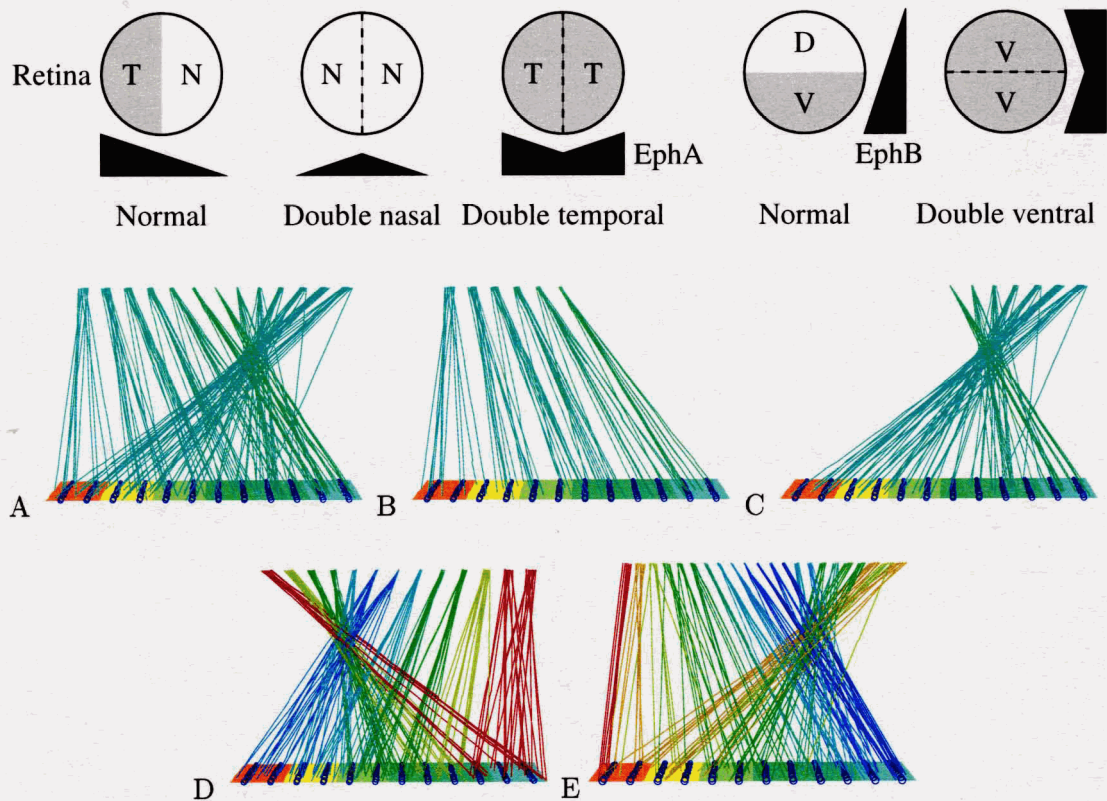 Retina T N N N T T D V V V
EphA EphB
Normal Double nasal Double temporal Normal Double ventral
A B C
D E